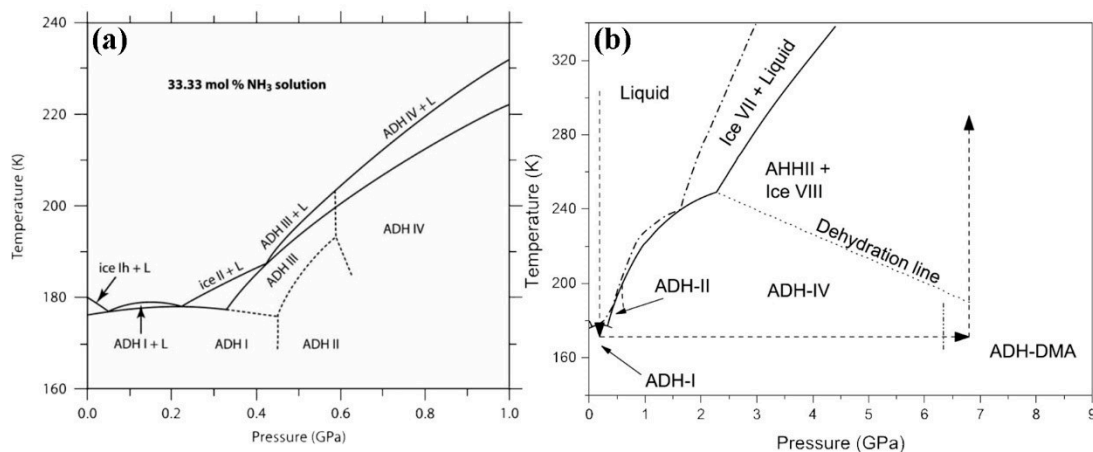 (a)
33.33 mol % NH₃ solution
240
220
200
180
160
Temperature (K)
ice Ih + L
ADH I + L
ice II + L
ADH III + L
ADH IV + L
ADH III
ADH IV
ADH I
ADH II
0.0
0.2
0.4
0.6
0.8
1.0
Pressure (GPa)
(b)
320
280
240
200
160
Temperature (K)
Liquid
Ice VII + Liquid
AHHII +
Ice VIII
Dehydration line
ADH-II
ADH-IV
ADH-I
ADH-DMA
0
1
2
3
4
5
6
7
8
9
Pressure (GPa)